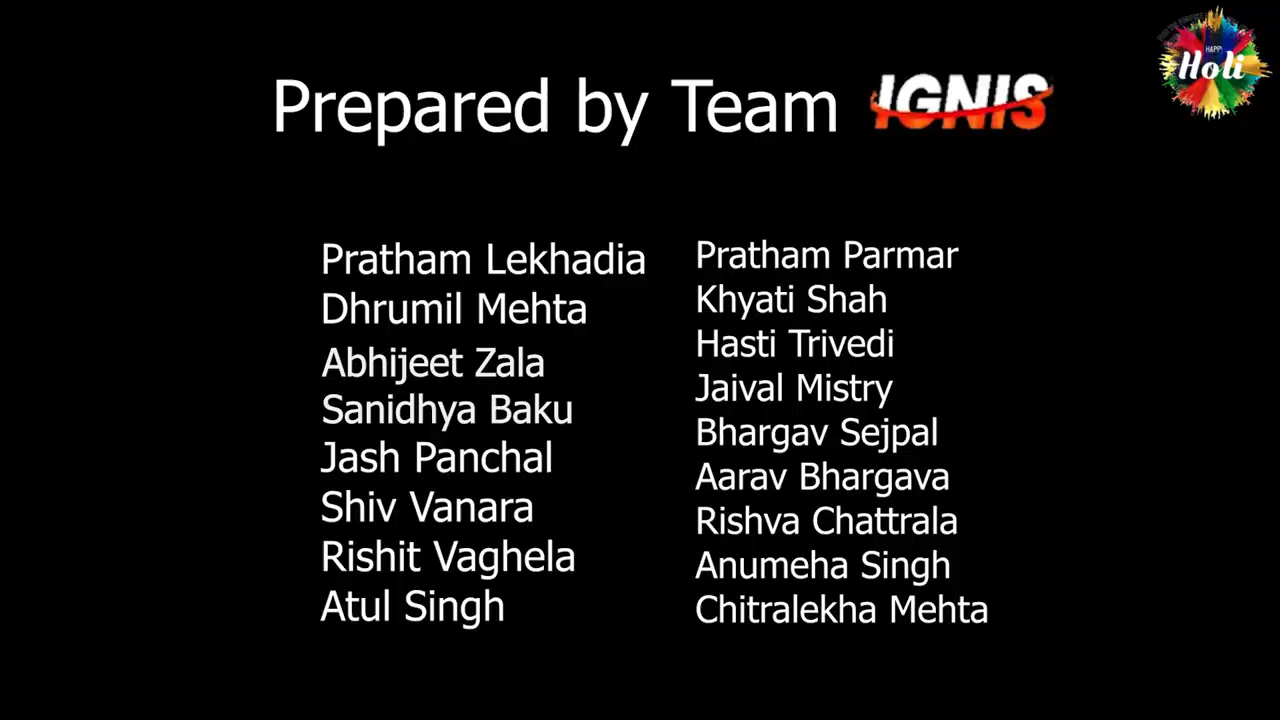 Prepared by Team IGNIS
HAPPY
Holi
Pratham Lekhadia
Dhrumil Mehta
Abhijeet Zala
Sanidhya Baku
Jash Panchal
Shiv Vanara
Rishit Vaghela
Atul Singh
Pratham Parmar
Khyati Shah
Hasti Trivedi
Jaival Mistry
Bhargav Sejpal
Aarav Bhargava
Rishva Chattrala
Anumeha Singh
Chitralekha Mehta